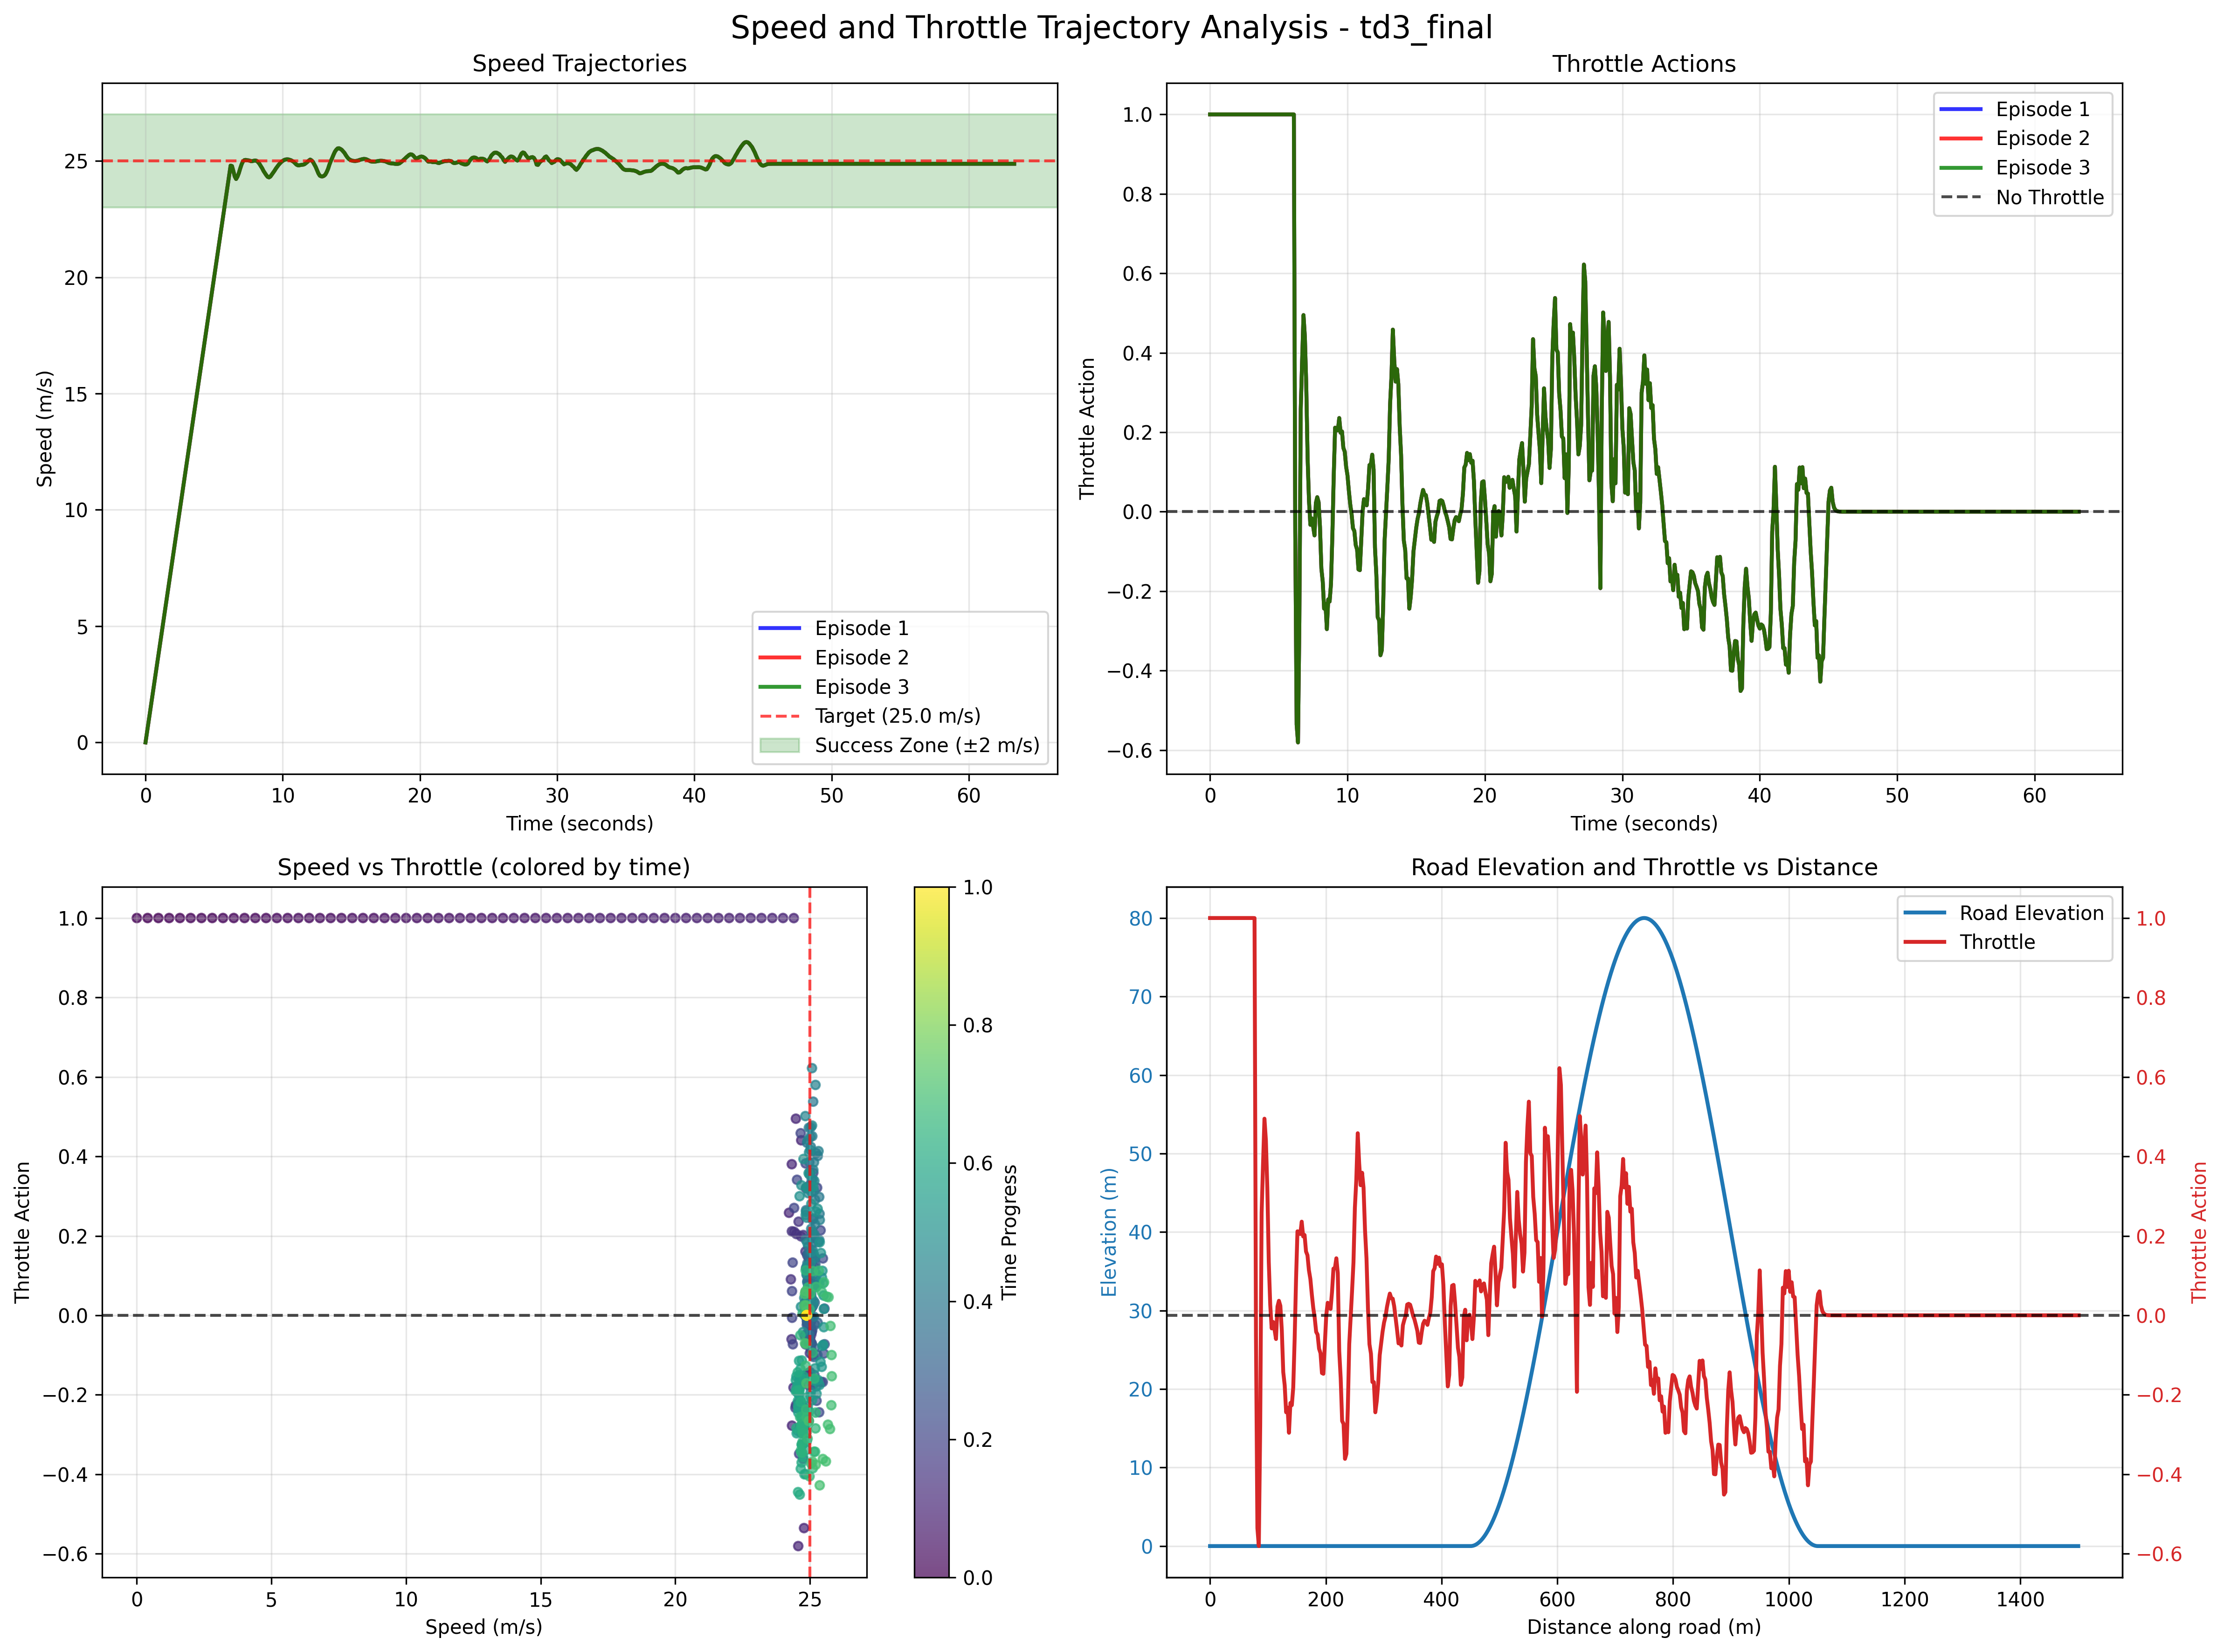 Speed and Throttle Trajectory Analysis - td3_final
Speed Trajectories
Speed (m/s)
25
20
15
10
5
0
Episode 1
Episode 2
Episode 3
Target (25.0 m/s)
Success Zone (±2 m/s)
0 10 20 30 40 50 60
Time (seconds)
Throttle Actions
Throttle Action
1.0
0.8
0.6
0.4
0.2
0.0
−0.2
−0.4
−0.6
Episode 1
Episode 2
Episode 3
No Throttle
0 10 20 30 40 50 60
Time (seconds)
Speed vs Throttle (colored by time)
Throttle Action
1.0
0.8
0.6
0.4
0.2
0.0
−0.2
−0.4
−0.6
0 5 10 15 20 25
Speed (m/s)
1.0
0.8
0.6
0.4
0.2
0.0
Time Progress
Road Elevation and Throttle vs Distance
Elevation (m)
80
70
60
50
40
30
20
10
0
Road Elevation
Throttle
1.0
0.8
0.6
0.4
0.2
0.0
−0.2
−0.4
−0.6
Throttle Action
0 200 400 600 800 1000 1200 1400
Distance along road (m)